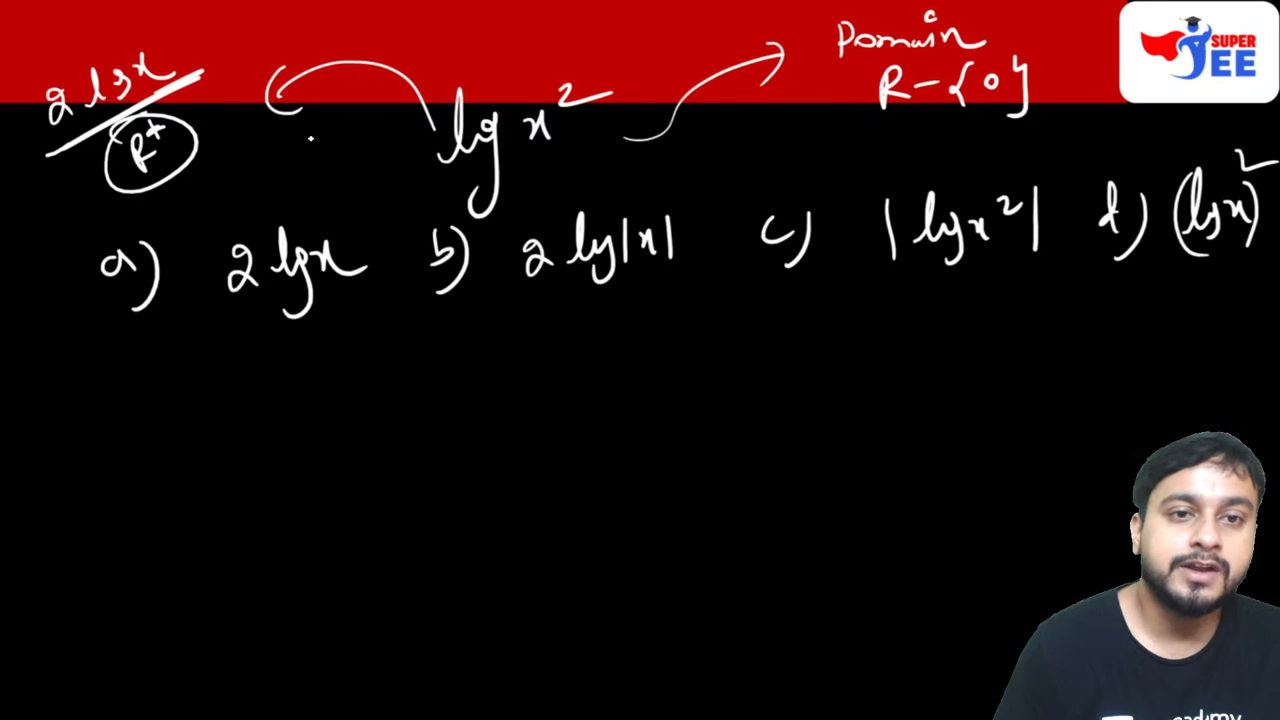 Domain
R - {0}
SUPER
JEE
2 log x
R⁺
log x²
a) 2 log x b) 2 log |x| c) |log x²| d) (log x)²